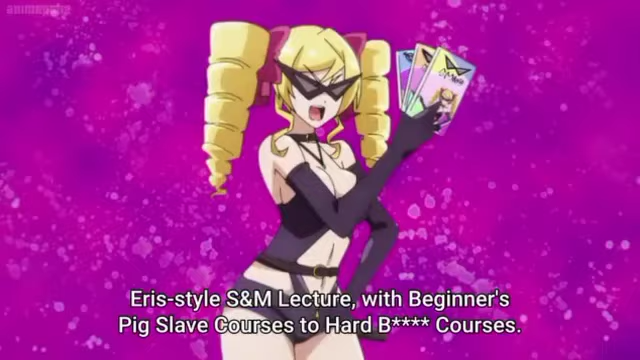 Eris-style S&M Lecture, with Beginner's
Pig Slave Courses to Hard B**** Courses.